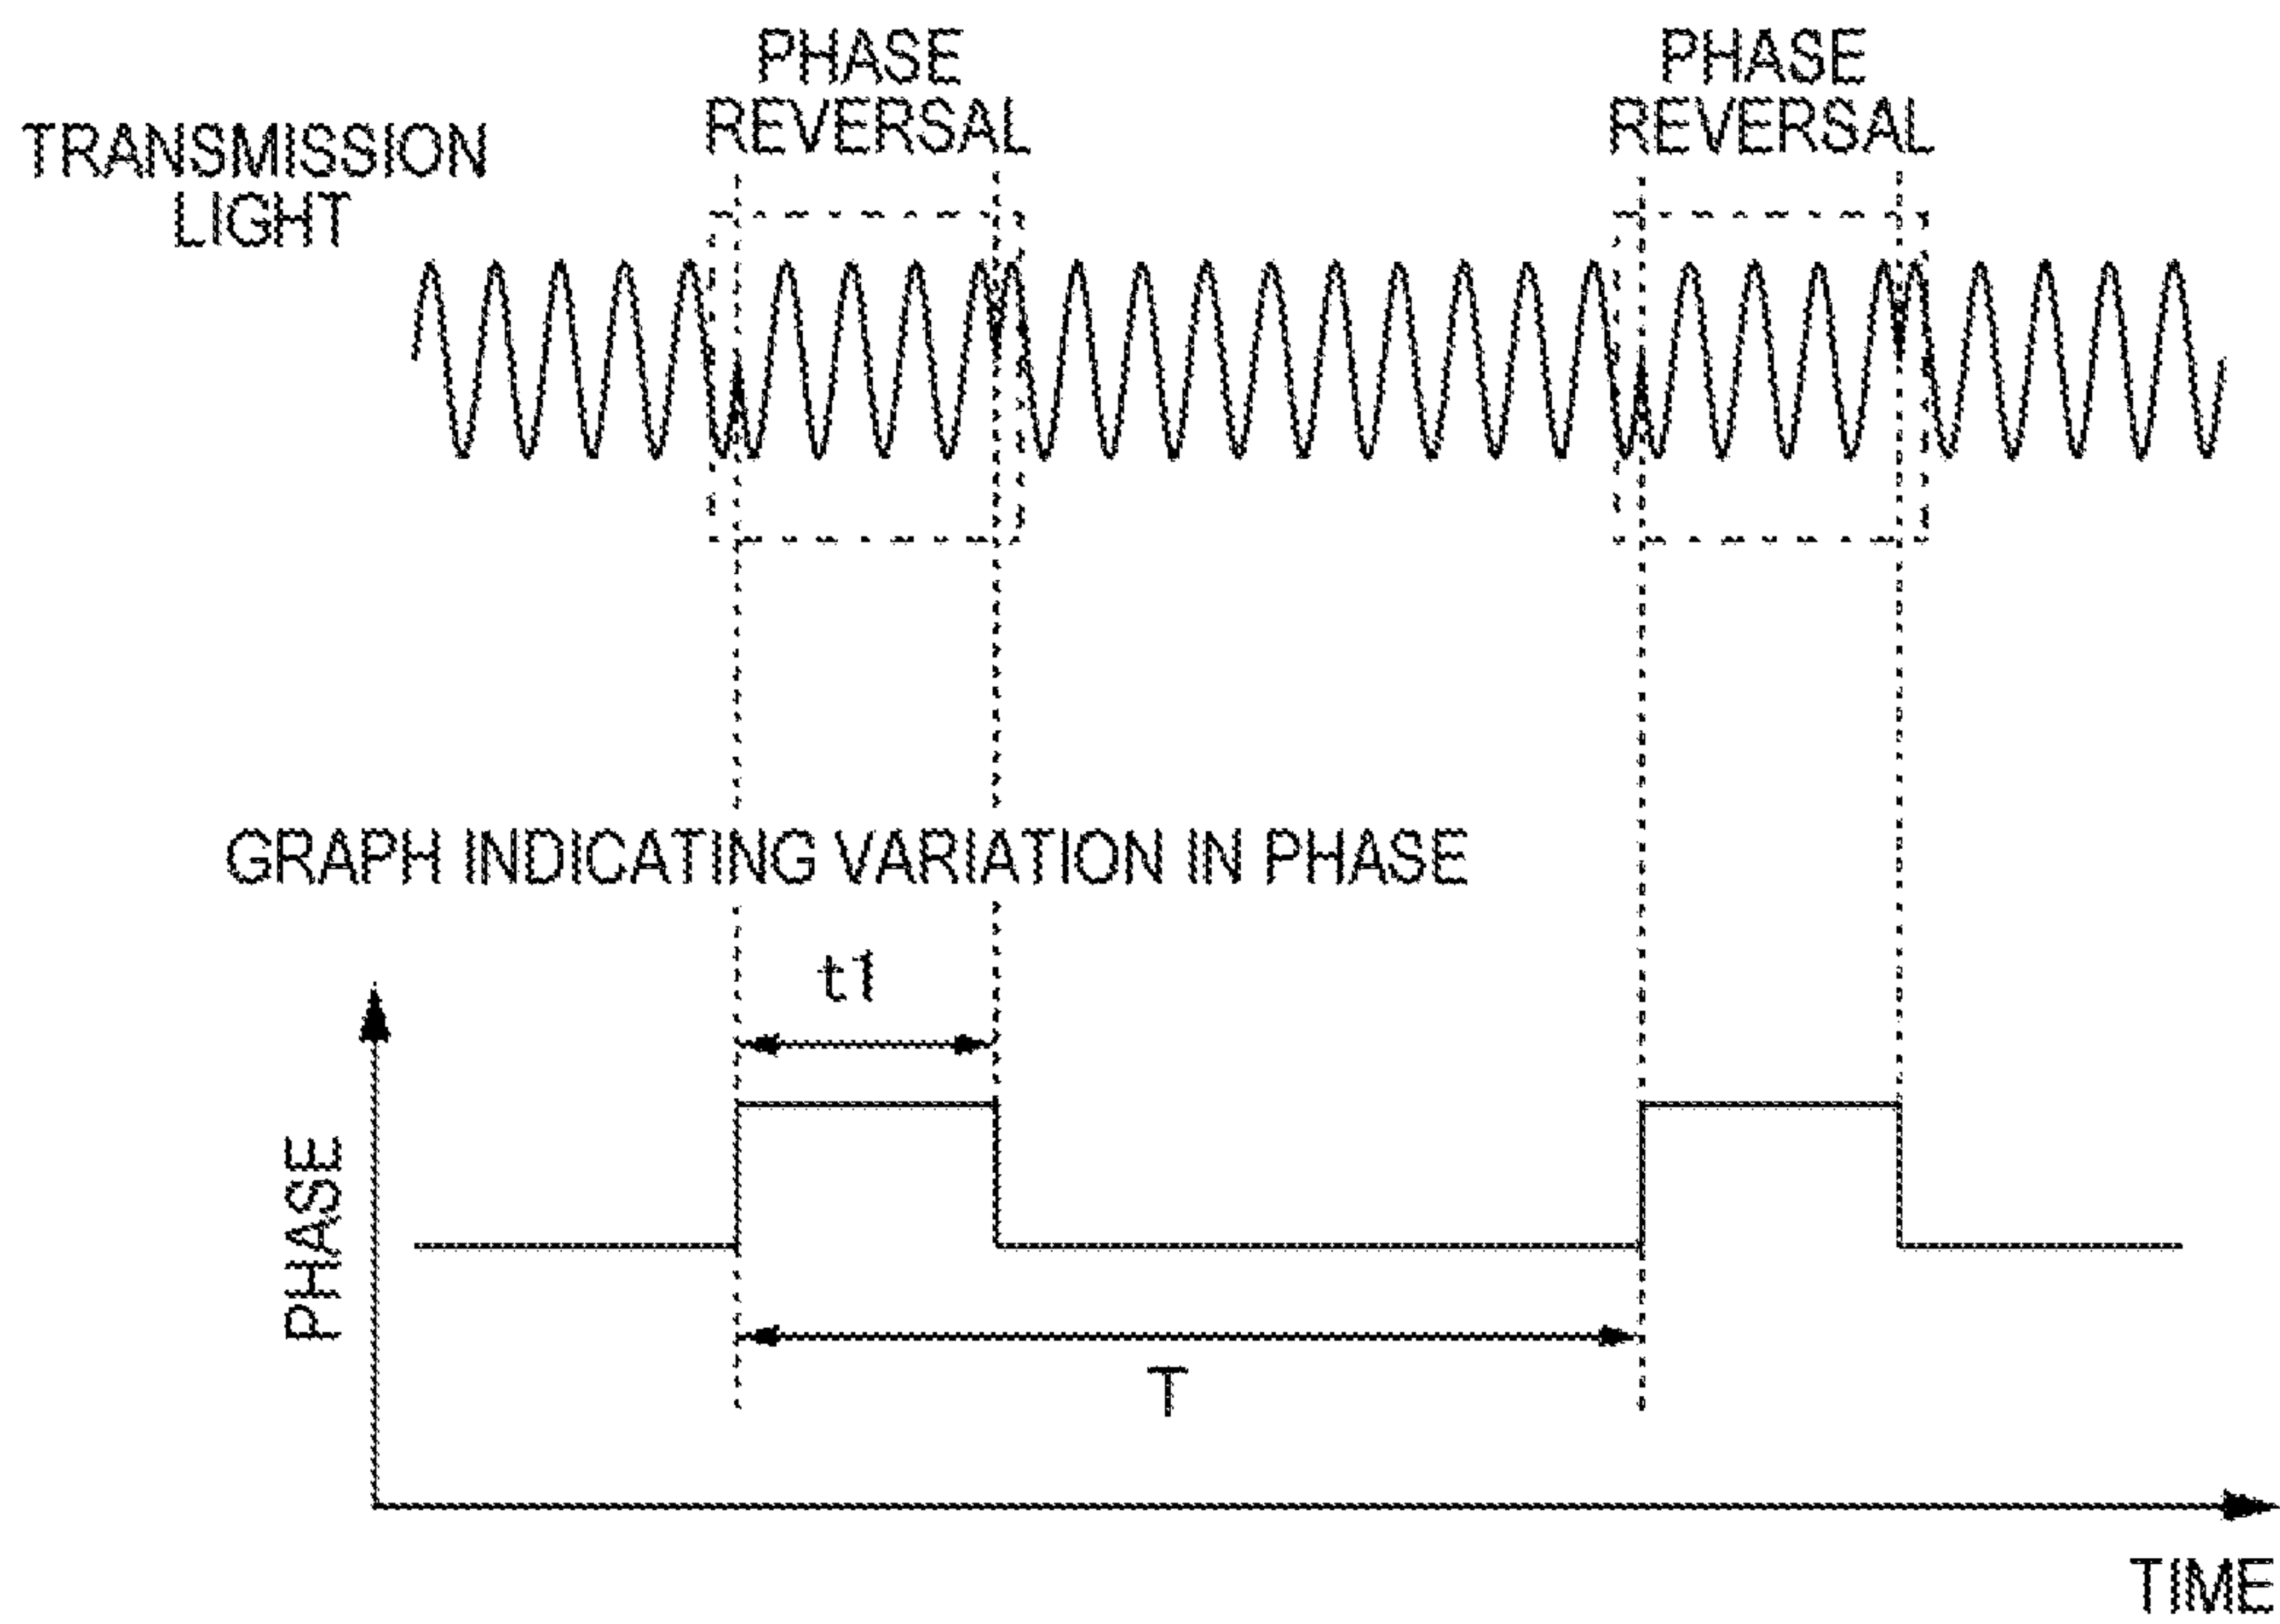 PHASE
REVERSAL
PHASE
REVERSAL
TRANSMISSION
LIGHT
GRAPH INDICATING VARIATION IN PHASE
t1
PHASE
T
TIME